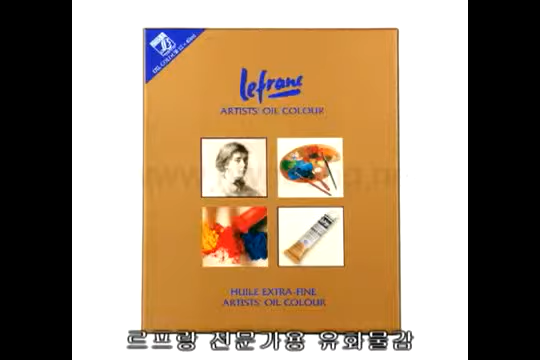 lefranc
ARTISTS' OIL COLOUR
HUILE EXTRA-FINE
ARTISTS' OIL COLOUR
르프랑 전문가용 유화물감